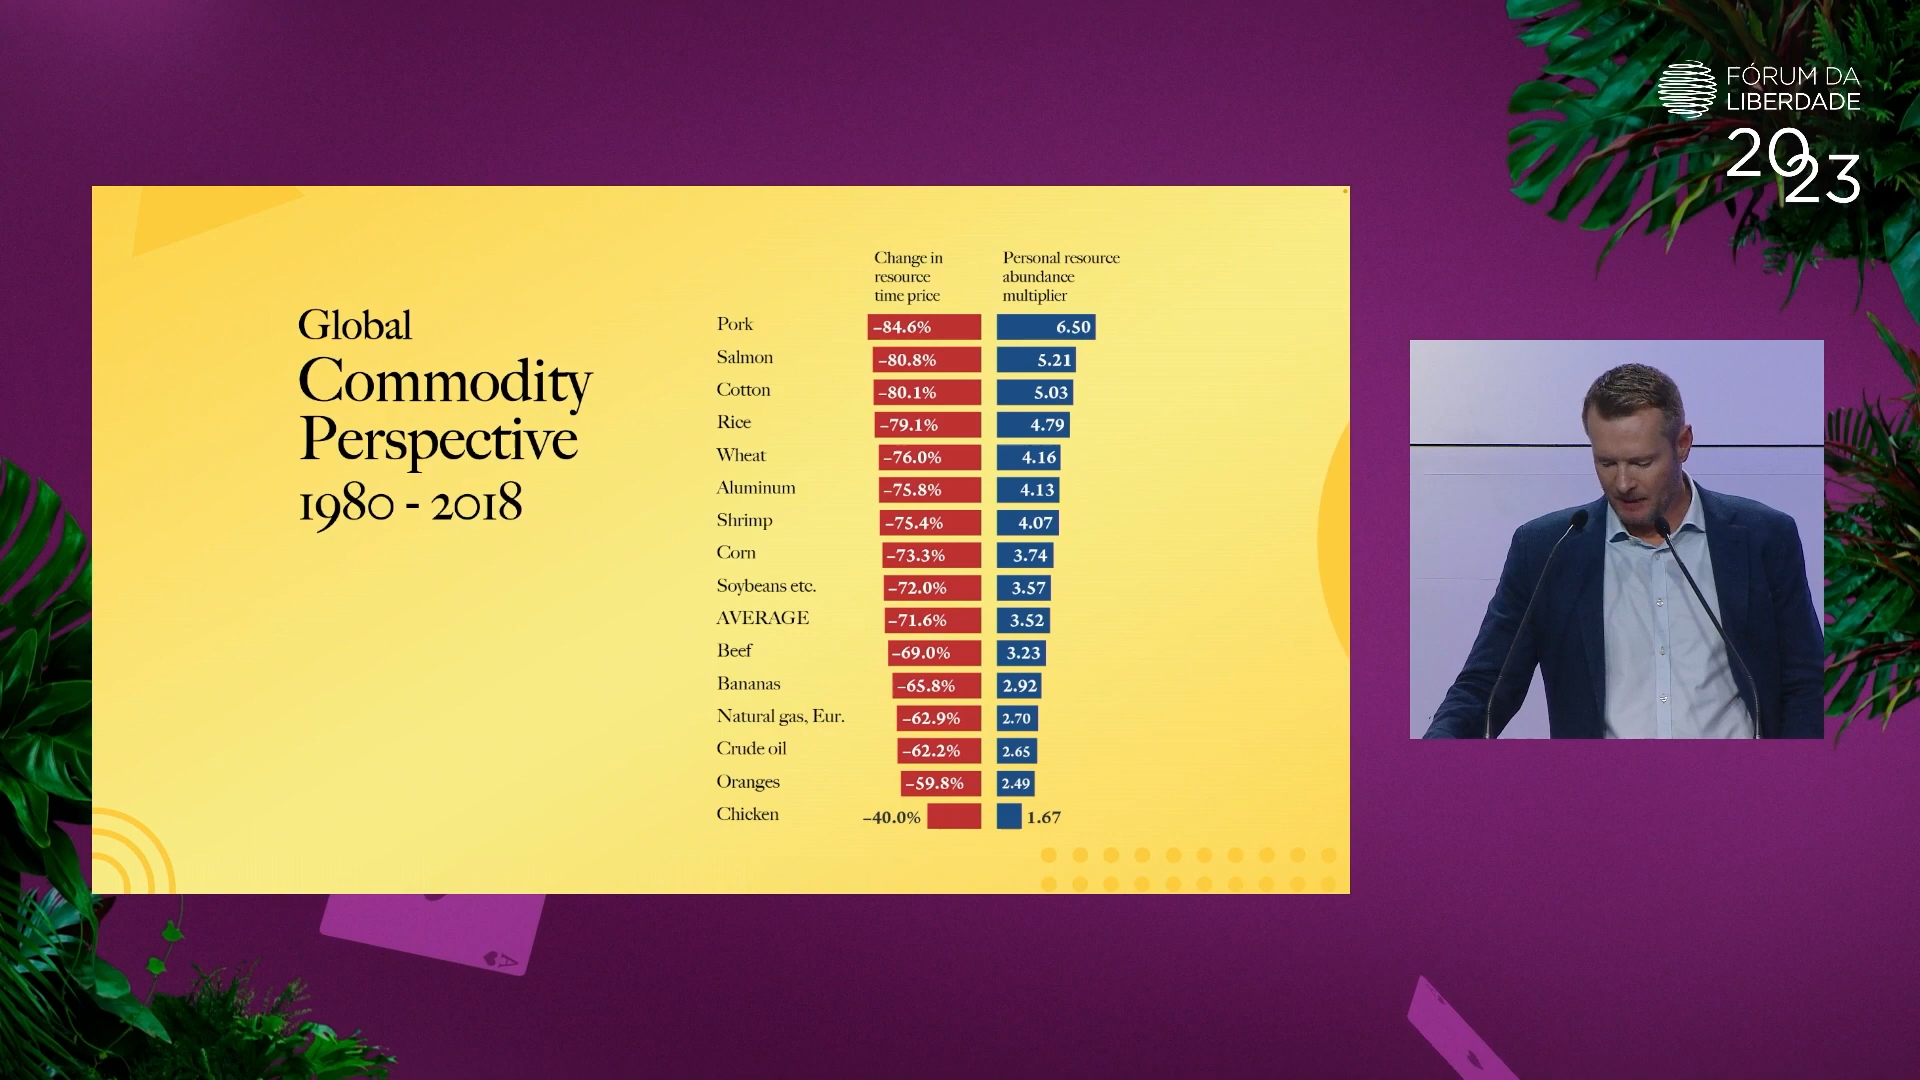 FÓRUM DA
LIBERDADE
2023
Global
Commodity
Perspective
1980 - 2018
Change in
resource
time price
Personal resource
abundance
multiplier
Pork –84.6% 6.50
Salmon –80.8% 5.21
Cotton –80.1% 5.03
Rice –79.1% 4.79
Wheat –76.0% 4.16
Aluminum –75.8% 4.13
Shrimp –75.4% 4.07
Corn –73.3% 3.74
Soybeans etc. –72.0% 3.57
AVERAGE –71.6% 3.52
Beef –69.0% 3.23
Bananas –65.8% 2.92
Natural gas, Eur. –62.9% 2.70
Crude oil –62.2% 2.65
Oranges –59.8% 2.49
Chicken –40.0% 1.67
A